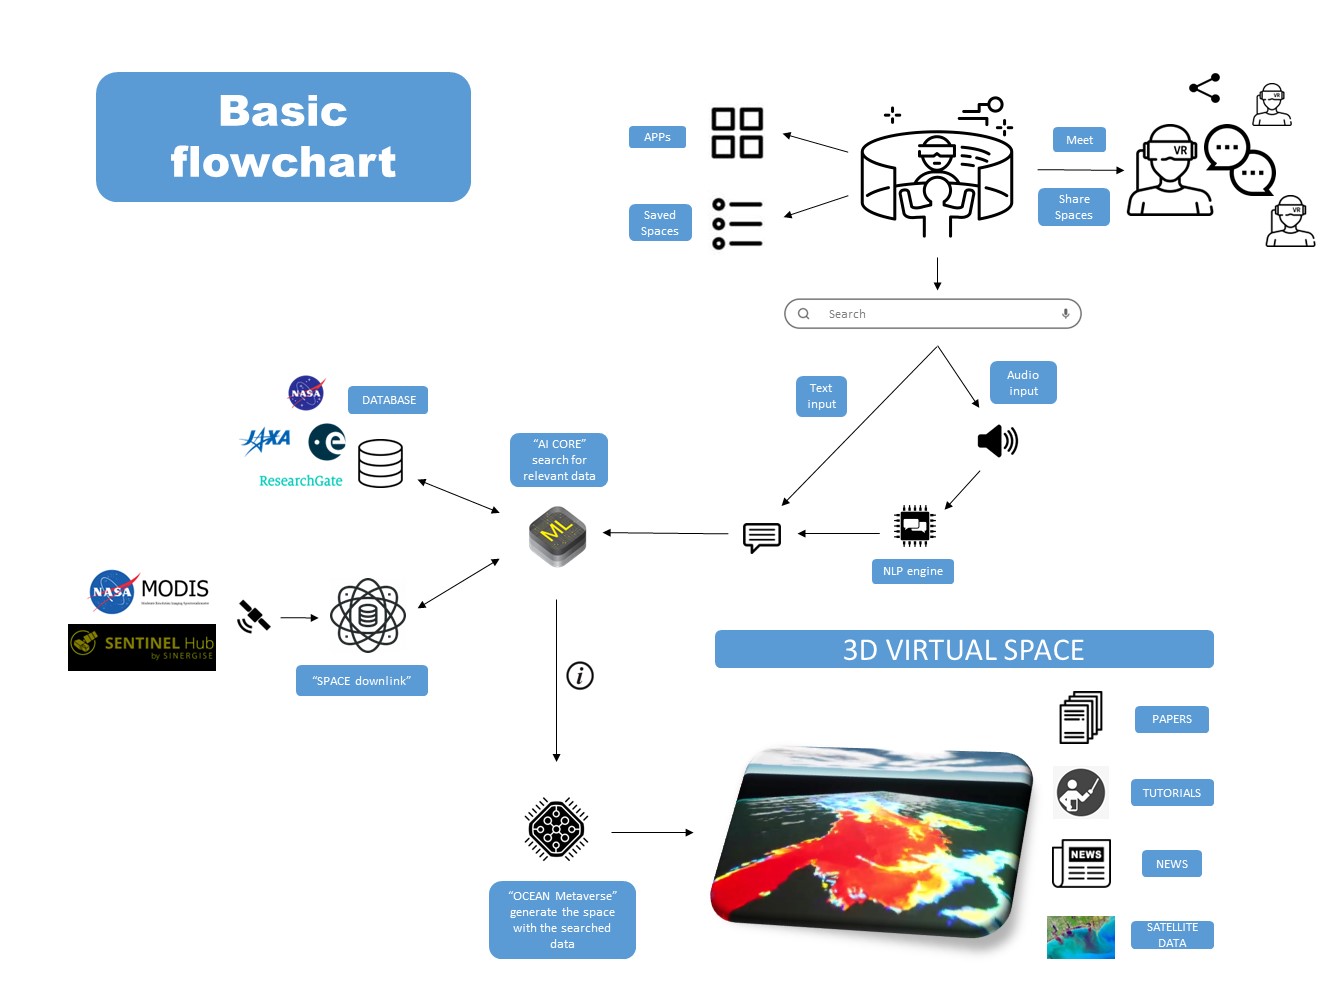 Basic
flowchart
APPs
Saved
Spaces
Meet
Share
Spaces
VR
VR
VR
Search
Text
input
Audio
input
NASA
DATABASE
JAXA
e
ResearchGate
“AI CORE”
search for
relevant data
ML
NLP engine
NASA
MODIS
SENTINEL Hub
by SINERGISE
“SPACE downlink”
i
3D VIRTUAL SPACE
PAPERS
TUTORIALS
NEWS
NEWS
“OCEAN Metaverse”
generate the space
with the searched
data
SATELLITE
DATA